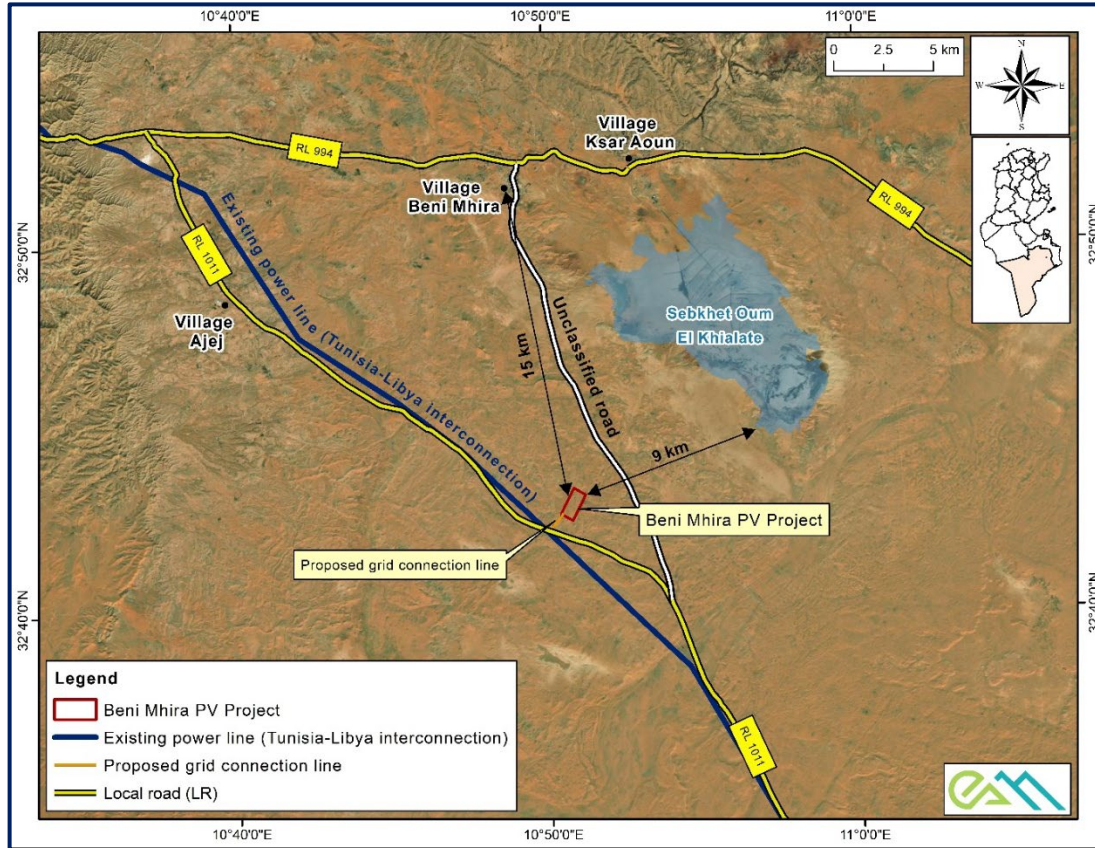 10°40'0"E
10°50'0"E
11°0'0"E
0 2.5 5 km
N
W
E
S
RL 994
Village
Ksar Aoun
Village
Beni Mhira
RL 994
32°50'0"N
32°50'0"N
RL 1011
Existing power line (Tunisia-Libya interconnection)
Village
Ajej
Sebkhet Oum
El Khialate
Unclassified road
15 km
9 km
Beni Mhira PV Project
Proposed grid connection line
32°40'0"N
32°40'0"N
RL 1011
Legend
Beni Mhira PV Project
Existing power line (Tunisia-Libya interconnection)
Proposed grid connection line
Local road (LR)
10°40'0"E
10°50'0"E
11°0'0"E